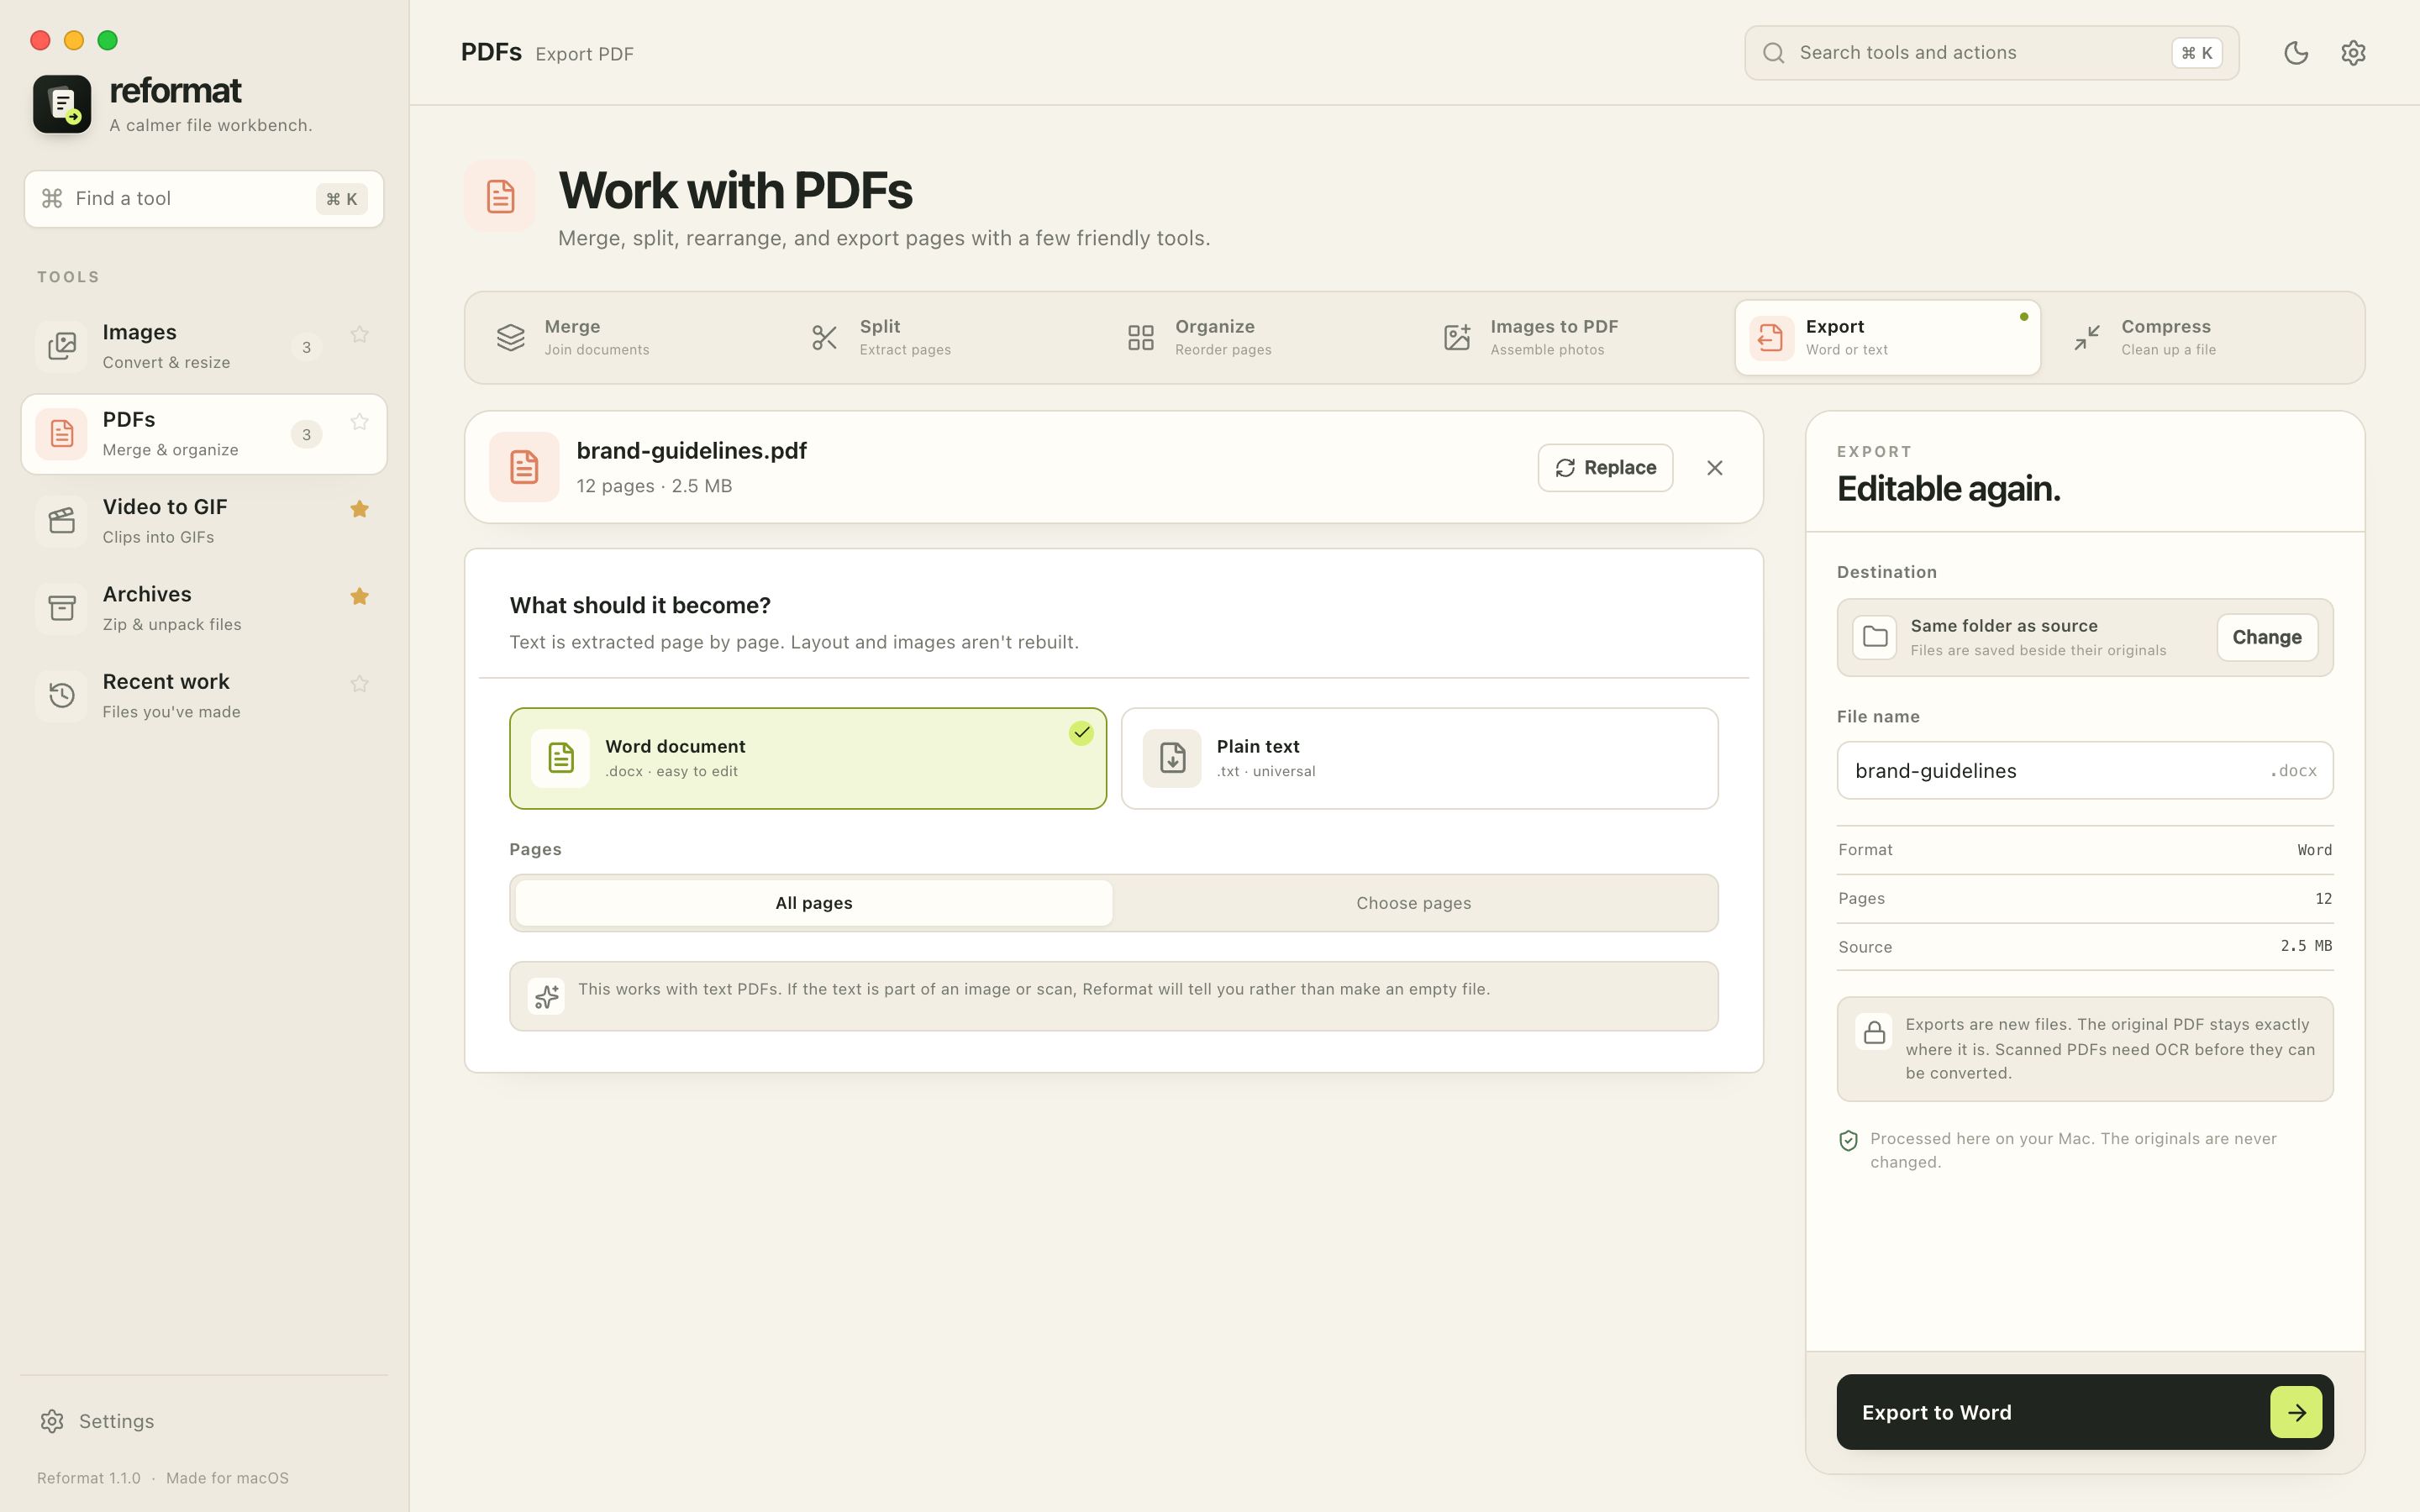 reformat
A calmer file workbench.
Find a tool
⌘ K
TOOLS
Images
Convert & resize
3
PDFs
Merge & organize
3
Video to GIF
Clips into GIFs
Archives
Zip & unpack files
Recent work
Files you've made
Settings
Reformat 1.1.0 · Made for macOS
PDFs Export PDF
Search tools and actions
⌘ K
Work with PDFs
Merge, split, rearrange, and export pages with a few friendly tools.
Merge
Join documents
Split
Extract pages
Organize
Reorder pages
Images to PDF
Assemble photos
Export
Word or text
Compress
Clean up a file
brand-guidelines.pdf
12 pages · 2.5 MB
Replace
What should it become?
Text is extracted page by page. Layout and images aren't rebuilt.
Word document
.docx · easy to edit
Plain text
.txt · universal
Pages
All pages
Choose pages
This works with text PDFs. If the text is part of an image or scan, Reformat will tell you rather than make an empty file.
EXPORT
Editable again.
Destination
Same folder as source
Files are saved beside their originals
Change
File name
brand-guidelines
.docx
Format
Word
Pages
12
Source
2.5 MB
Exports are new files. The original PDF stays exactly
where it is. Scanned PDFs need OCR before they can
be converted.
Processed here on your Mac. The originals are never
changed.
Export to Word